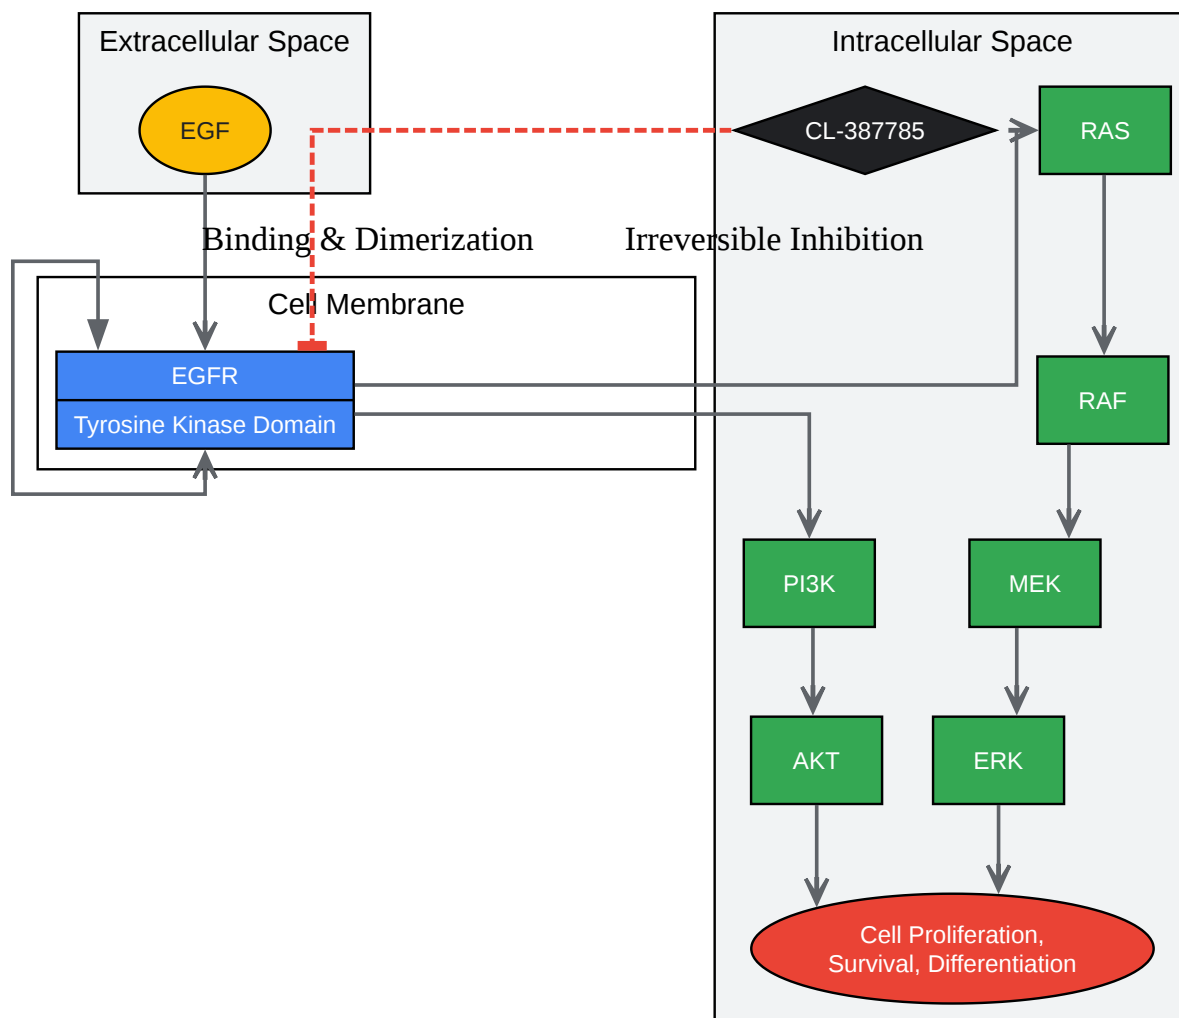 Extracellular Space
Intracellular Space
EGF
CL-387785
RAS
Binding & Dimerization
Irreversible Inhibition
Cell Membrane
EGFR
Tyrosine Kinase Domain
RAF
PI3K
MEK
AKT
ERK
Cell Proliferation,
Survival, Differentiation